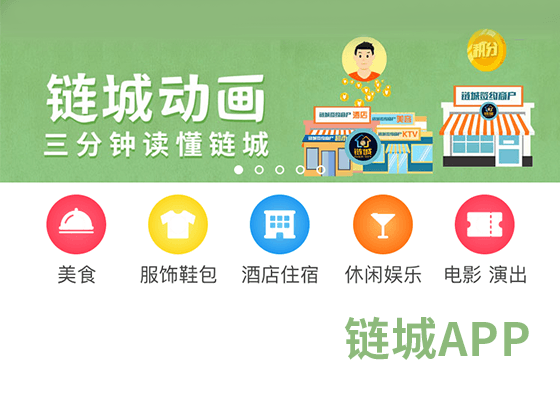 链城动画
三分钟读懂链城
积分
链城签约商户
酒店
美容
KTV
链城
美食
服饰鞋包
酒店住宿
休闲娱乐
电影 演出
链城APP